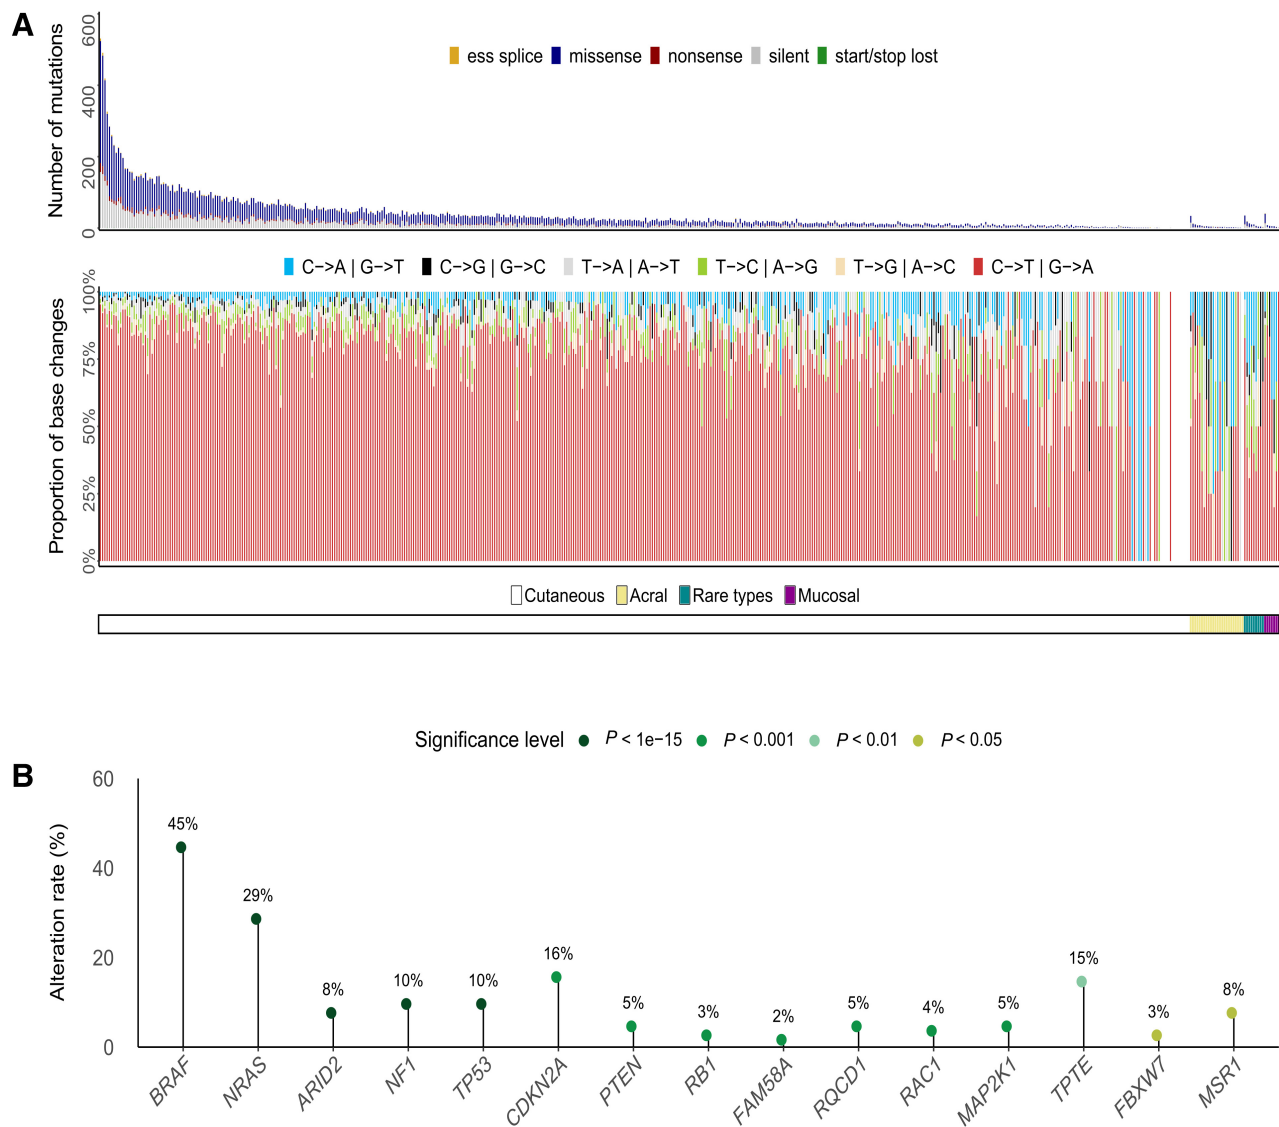 A
Number of mutations
600
400
200
0
ess splice missense nonsense silent start/stop lost
C−>A | G−>T C−>G | G−>C T−>A | A−>T T−>C | A−>G T−>G | A−>C C−>T | G−>A
Proportion of base changes
100%
75%
50%
25%
0%
Cutaneous Acral Rare types Mucosal
Significance level P < 1e−15 P < 0.001 P < 0.01 P < 0.05
B
Alteration rate (%)
60
40
20
0
45%
29%
8%
10%
10%
16%
5%
3%
2%
5%
4%
5%
15%
3%
8%
BRAF
NRAS
ARID2
NF1
TP53
CDKN2A
PTEN
RB1
FAM58A
RQCD1
RAC1
MAP2K1
TPTE
FBXW7
MSR1